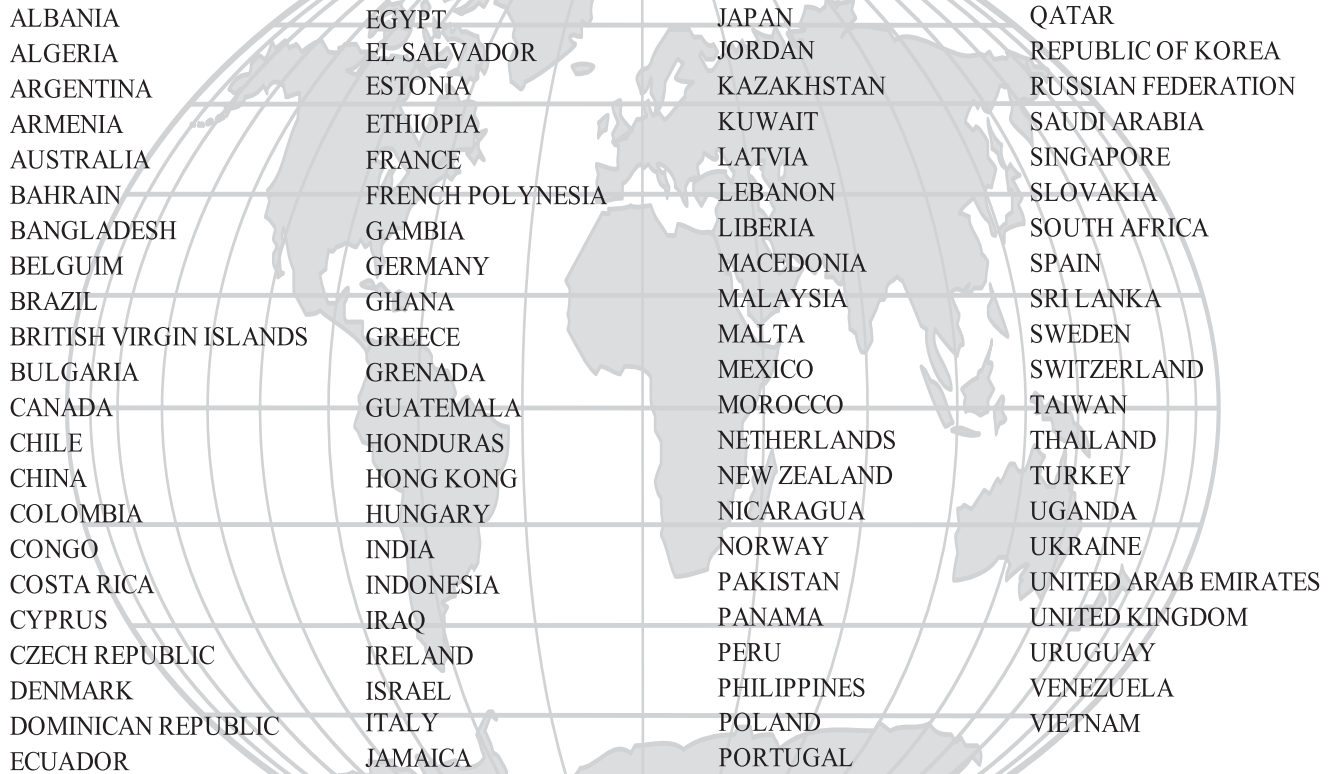 ALBANIA
ALGERIA
ARGENTINA
ARMENIA
AUSTRALIA
BAHRAIN
BANGLADESH
BELGUIM
BRAZIL
BRITISH VIRGIN ISLANDS
BULGARIA
CANADA
CHILE
CHINA
COLOMBIA
CONGO
COSTA RICA
CYPRUS
CZECH REPUBLIC
DENMARK
DOMINICAN REPUBLIC
ECUADOR
EGYPT
EL SALVADOR
ESTONIA
ETHIOPIA
FRANCE
FRENCH POLYNESIA
GAMBIA
GERMANY
GHANA
GREECE
GRENADA
GUATEMALA
HONDURAS
HONG KONG
HUNGARY
INDIA
INDONESIA
IRAQ
IRELAND
ISRAEL
ITALY
JAMAICA
JAPAN
JORDAN
KAZAKHSTAN
KUWAIT
LATVIA
LEBANON
LIBERIA
MACEDONIA
MALAYSIA
MALTA
MEXICO
MOROCCO
NETHERLANDS
NEW ZEALAND
NICARAGUA
NORWAY
PAKISTAN
PANAMA
PERU
PHILIPPINES
POLAND
PORTUGAL
QATAR
REPUBLIC OF KOREA
RUSSIAN FEDERATION
SAUDI ARABIA
SINGAPORE
SLOVAKIA
SOUTH AFRICA
SPAIN
SRI LANKA
SWEDEN
SWITZERLAND
TAIWAN
THAILAND
TURKEY
UGANDA
UKRAINE
UNITED ARAB EMIRATES
UNITED KINGDOM
URUGUAY
VENEZUELA
VIETNAM